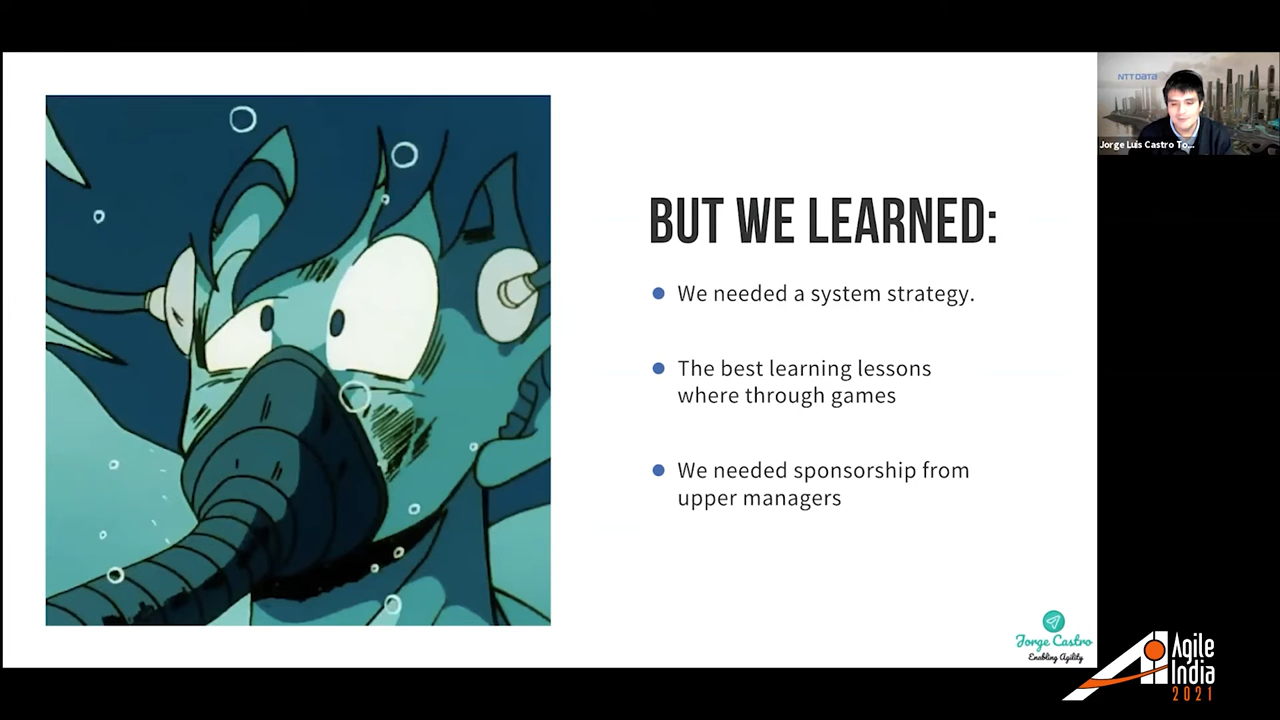 NTT DATA
Jorge Luis Castro To...
BUT WE LEARNED:
We needed a system strategy.
The best learning lessons
where through games
We needed sponsorship from
upper managers
Jorge Castro
Enabling Agility
Agile
India
2021